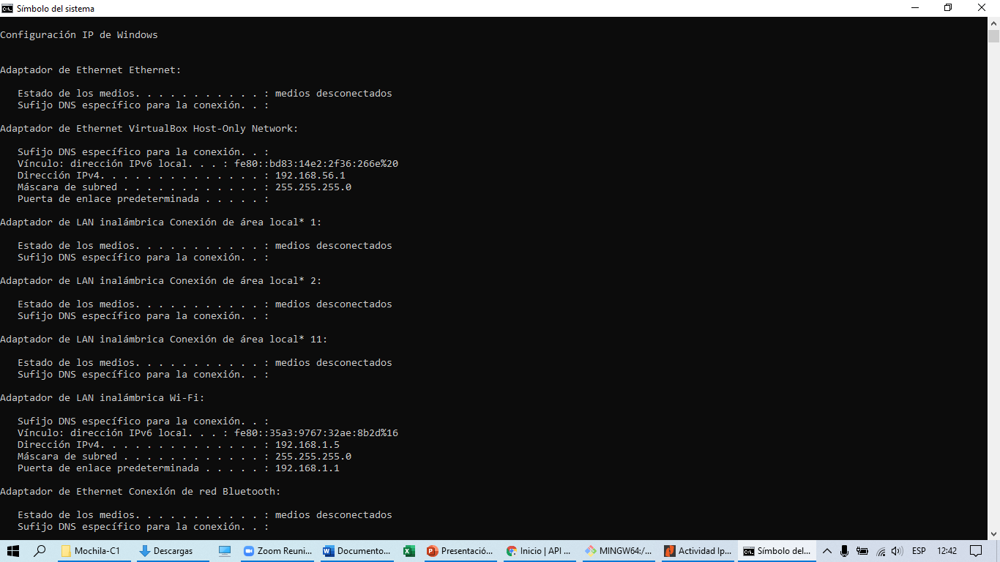 Símbolo del sistema
Configuración IP de Windows
Adaptador de Ethernet Ethernet:
Estado de los medios. . . . . . . . . . . : medios desconectados
Sufijo DNS específico para la conexión. . :
Adaptador de Ethernet VirtualBox Host-Only Network:
Sufijo DNS específico para la conexión. . :
Vínculo: dirección IPv6 local. . . : fe80::bd83:14e2:2f36:266e%20
Dirección IPv4. . . . . . . . . . . . . . : 192.168.56.1
Máscara de subred . . . . . . . . . . . . : 255.255.255.0
Puerta de enlace predeterminada . . . . . :
Adaptador de LAN inalámbrica Conexión de área local* 1:
Estado de los medios. . . . . . . . . . . : medios desconectados
Sufijo DNS específico para la conexión. . :
Adaptador de LAN inalámbrica Conexión de área local* 2:
Estado de los medios. . . . . . . . . . . : medios desconectados
Sufijo DNS específico para la conexión. . :
Adaptador de LAN inalámbrica Conexión de área local* 11:
Estado de los medios. . . . . . . . . . . : medios desconectados
Sufijo DNS específico para la conexión. . :
Adaptador de LAN inalámbrica Wi-Fi:
Sufijo DNS específico para la conexión. . :
Vínculo: dirección IPv6 local. . . : fe80::35a3:9767:32ae:8b2d%16
Dirección IPv4. . . . . . . . . . . . . . : 192.168.1.5
Máscara de subred . . . . . . . . . . . . : 255.255.255.0
Puerta de enlace predeterminada . . . . . : 192.168.1.1
Adaptador de Ethernet Conexión de red Bluetooth:
Estado de los medios. . . . . . . . . . . : medios desconectados
Sufijo DNS específico para la conexión. . :
Mochila-C1 Descargas Zoom Reuni... Documento... Presentació... Inicio | API ... MINGW64:/... Actividad Ip... Símbolo del... ESP 12:42